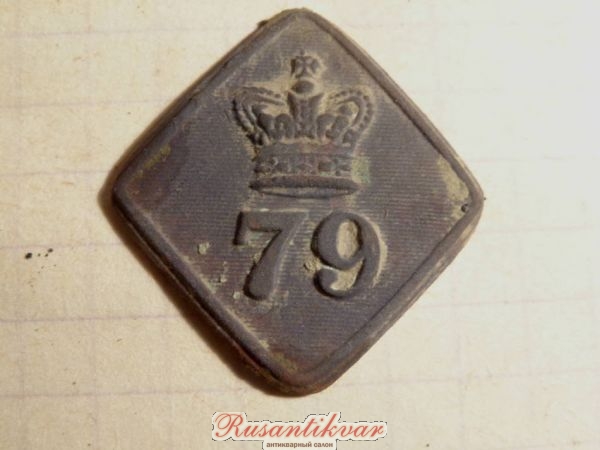 79
Rusantikvar
антикварный салон